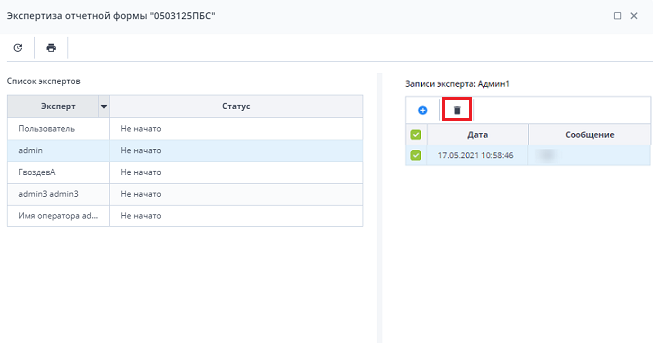 Экспертиза отчетной формы "0503125ПБС"
Список экспертов
Эксперт Статус
Пользователь Не начато
admin Не начато
ГвоздевА Не начато
admin3 admin3 Не начато
Имя оператора ad... Не начато
Записи эксперта: Админ1
Дата Сообщение
17.05.2021 10:58:46